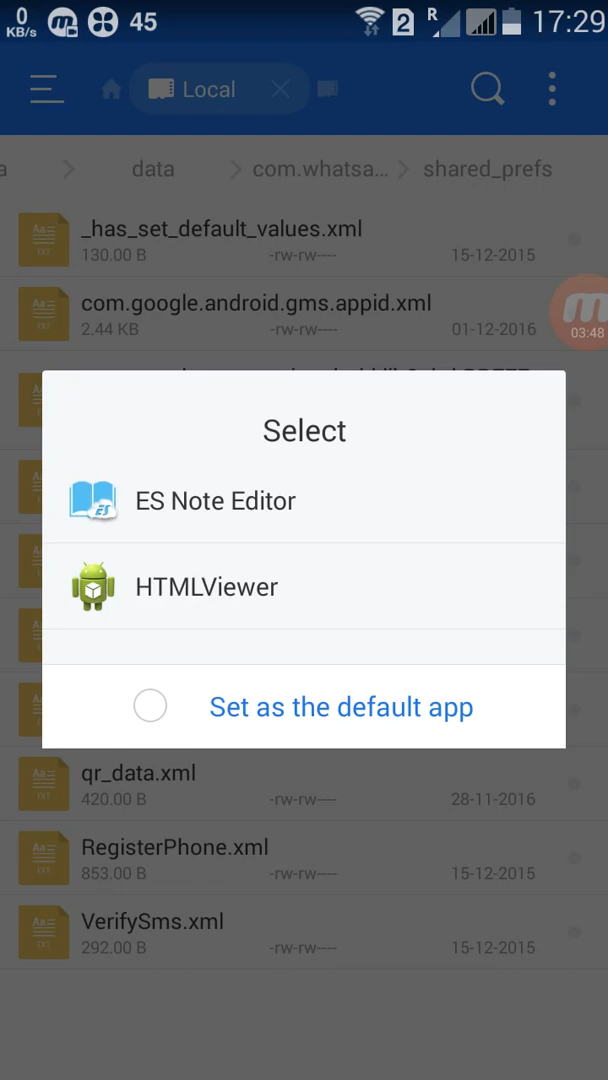 0
KB/s
45
2
R
17:29
Local
a
data
com.whatsa...
shared_prefs
_has_set_default_values.xml
130.00 B
-rw-rw----
15-12-2015
com.google.android.gms.appid.xml
2.44 KB
-rw-rw----
01-12-2016
03:48
Select
ES Note Editor
HTMLViewer
Set as the default app
qr_data.xml
420.00 B
-rw-rw----
28-11-2016
RegisterPhone.xml
853.00 B
-rw-rw----
15-12-2015
VerifySms.xml
292.00 B
-rw-rw----
15-12-2015